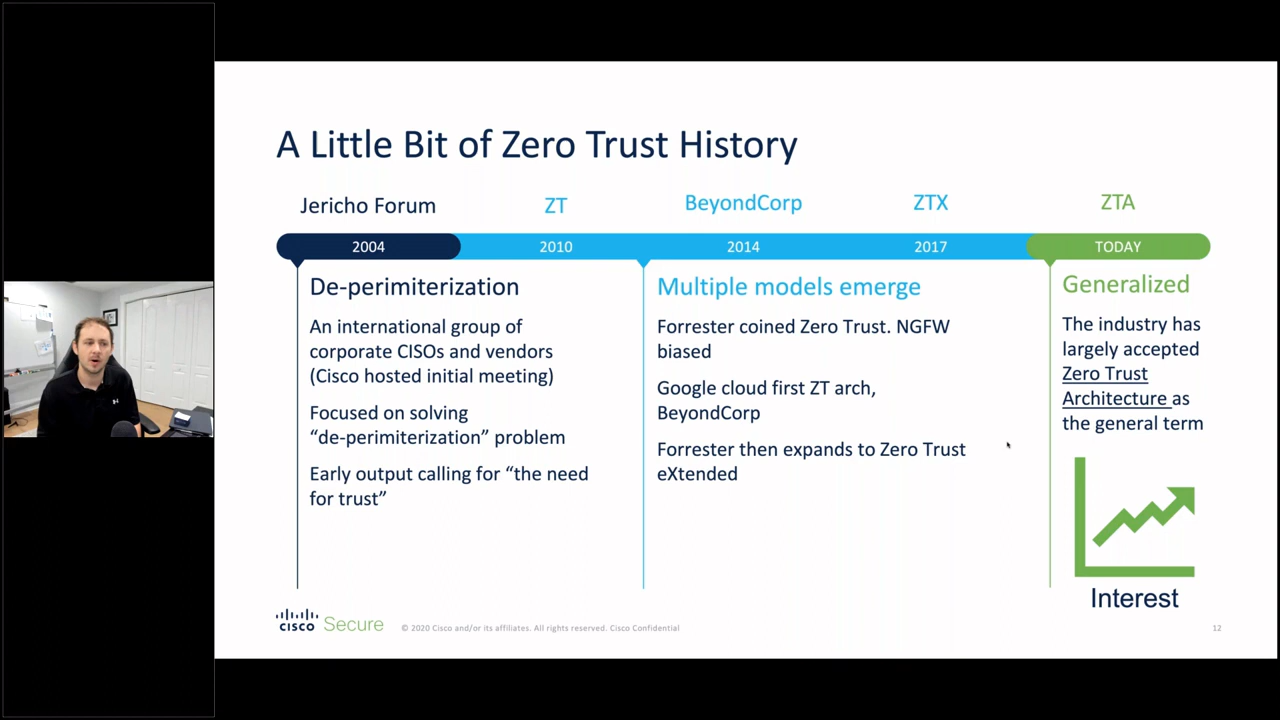 A Little Bit of Zero Trust History
Jericho Forum
ZT
BeyondCorp
ZTX
ZTA
2004
2010
2014
2017
TODAY
De-perimiterization
An international group of
corporate CISOs and vendors
(Cisco hosted initial meeting)
Focused on solving
“de-perimiterization” problem
Early output calling for “the need
for trust”
Multiple models emerge
Forrester coined Zero Trust. NGFW
biased
Google cloud first ZT arch,
BeyondCorp
Forrester then expands to Zero Trust
eXtended
Generalized
The industry has
largely accepted
Zero Trust
Architecture as
the general term
Interest
CISCO Secure
© 2020 Cisco and/or its affiliates. All rights reserved. Cisco Confidential
12